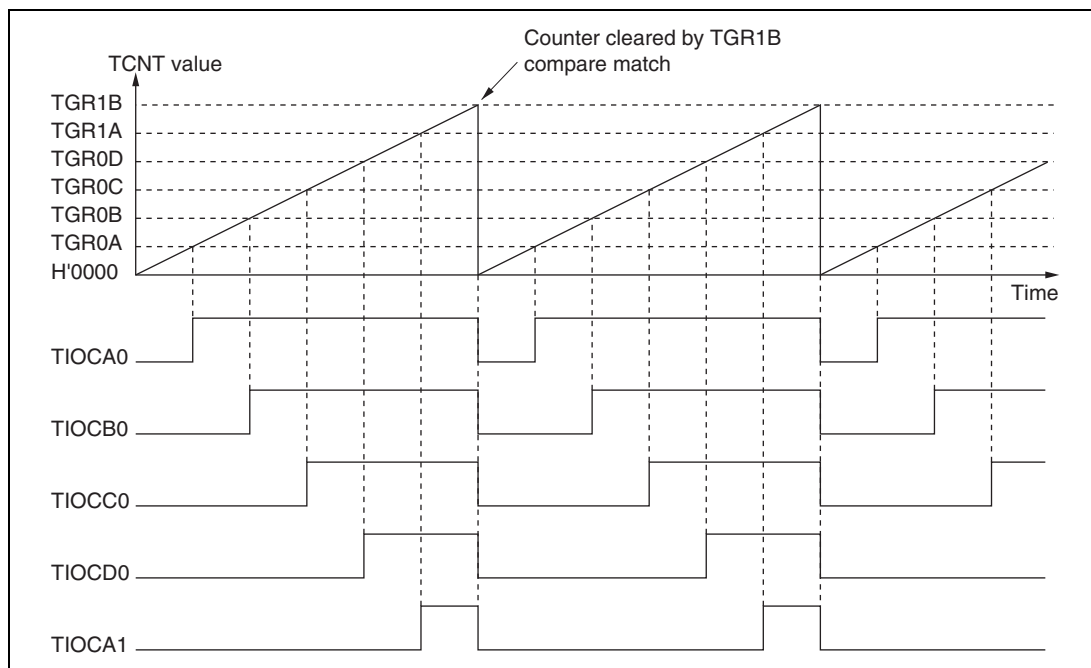 Counter cleared by TGR1B
compare match
TCNT value
TGR1B
TGR1A
TGR0D
TGR0C
TGR0B
TGR0A
H'0000
Time
TIOCA0
TIOCB0
TIOCC0
TIOCD0
TIOCA1